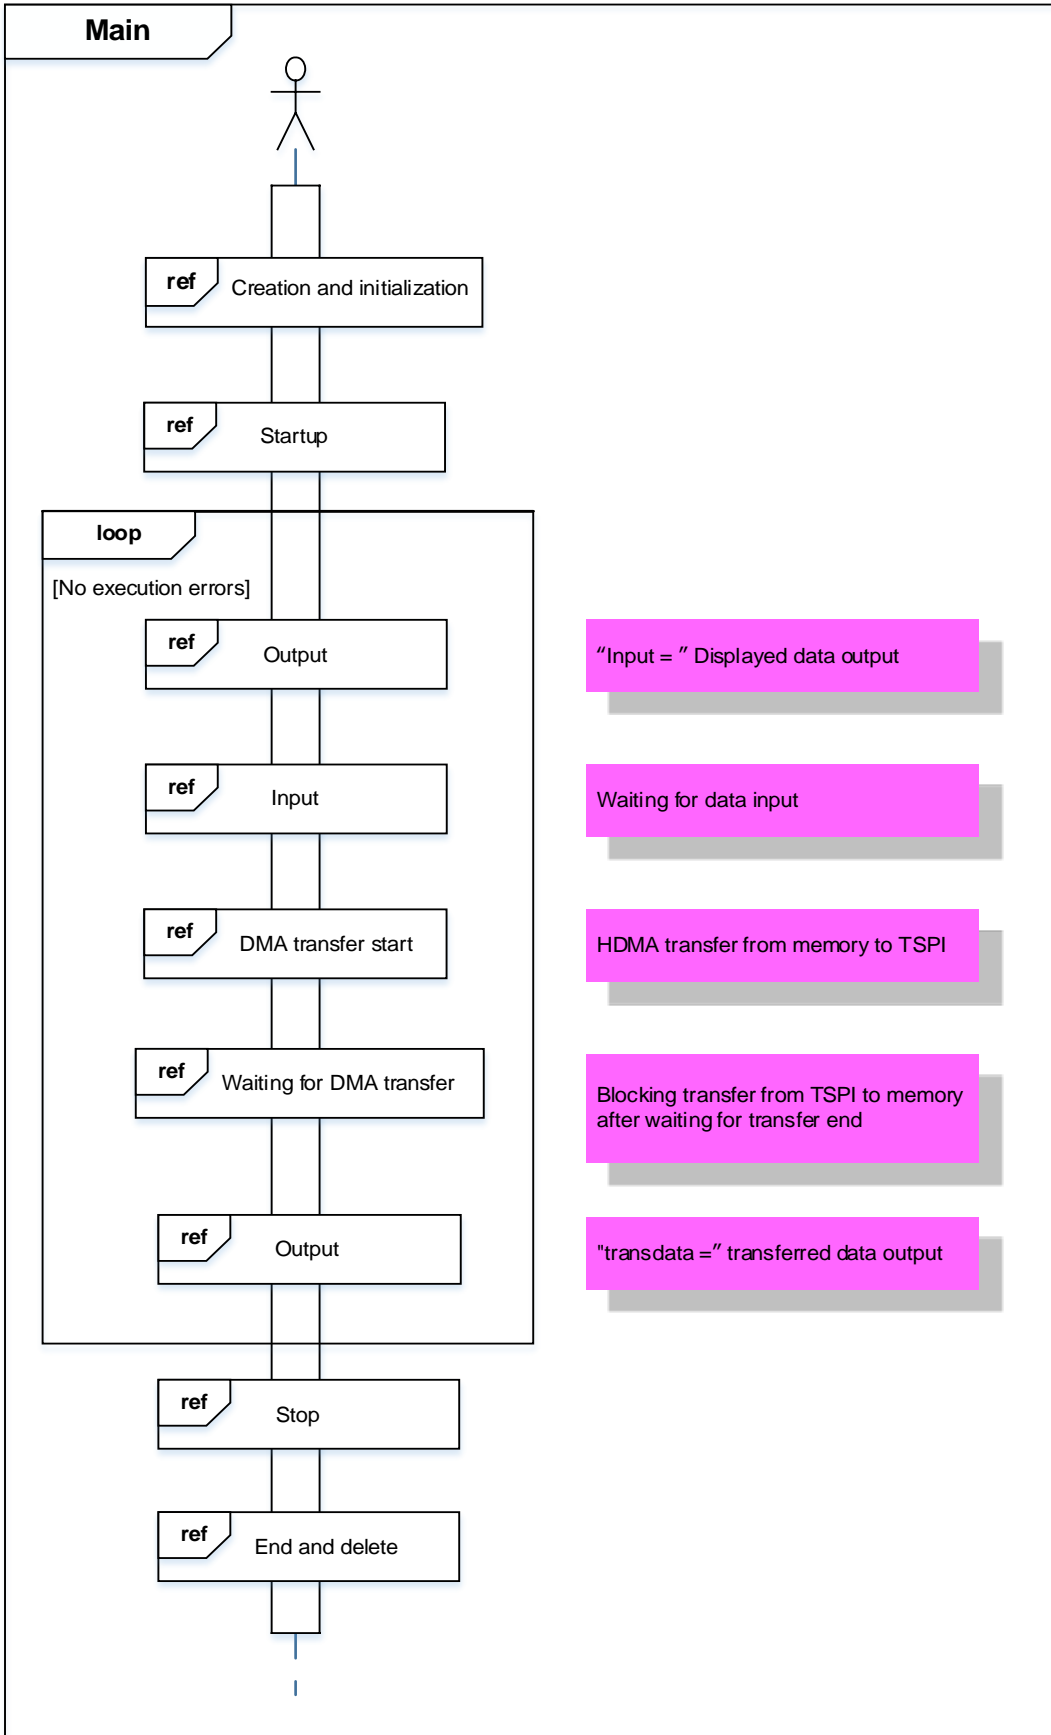 Main
ref
Creation and initialization
ref
Startup
loop
[No execution errors]
ref
Output
“Input = ” Displayed data output
ref
Input
Waiting for data input
ref
DMA transfer start
HDMA transfer from memory to TSPI
ref
Waiting for DMA transfer
Blocking transfer from TSPI to memory
after waiting for transfer end
ref
Output
"transdata =” transferred data output
ref
Stop
ref
End and delete